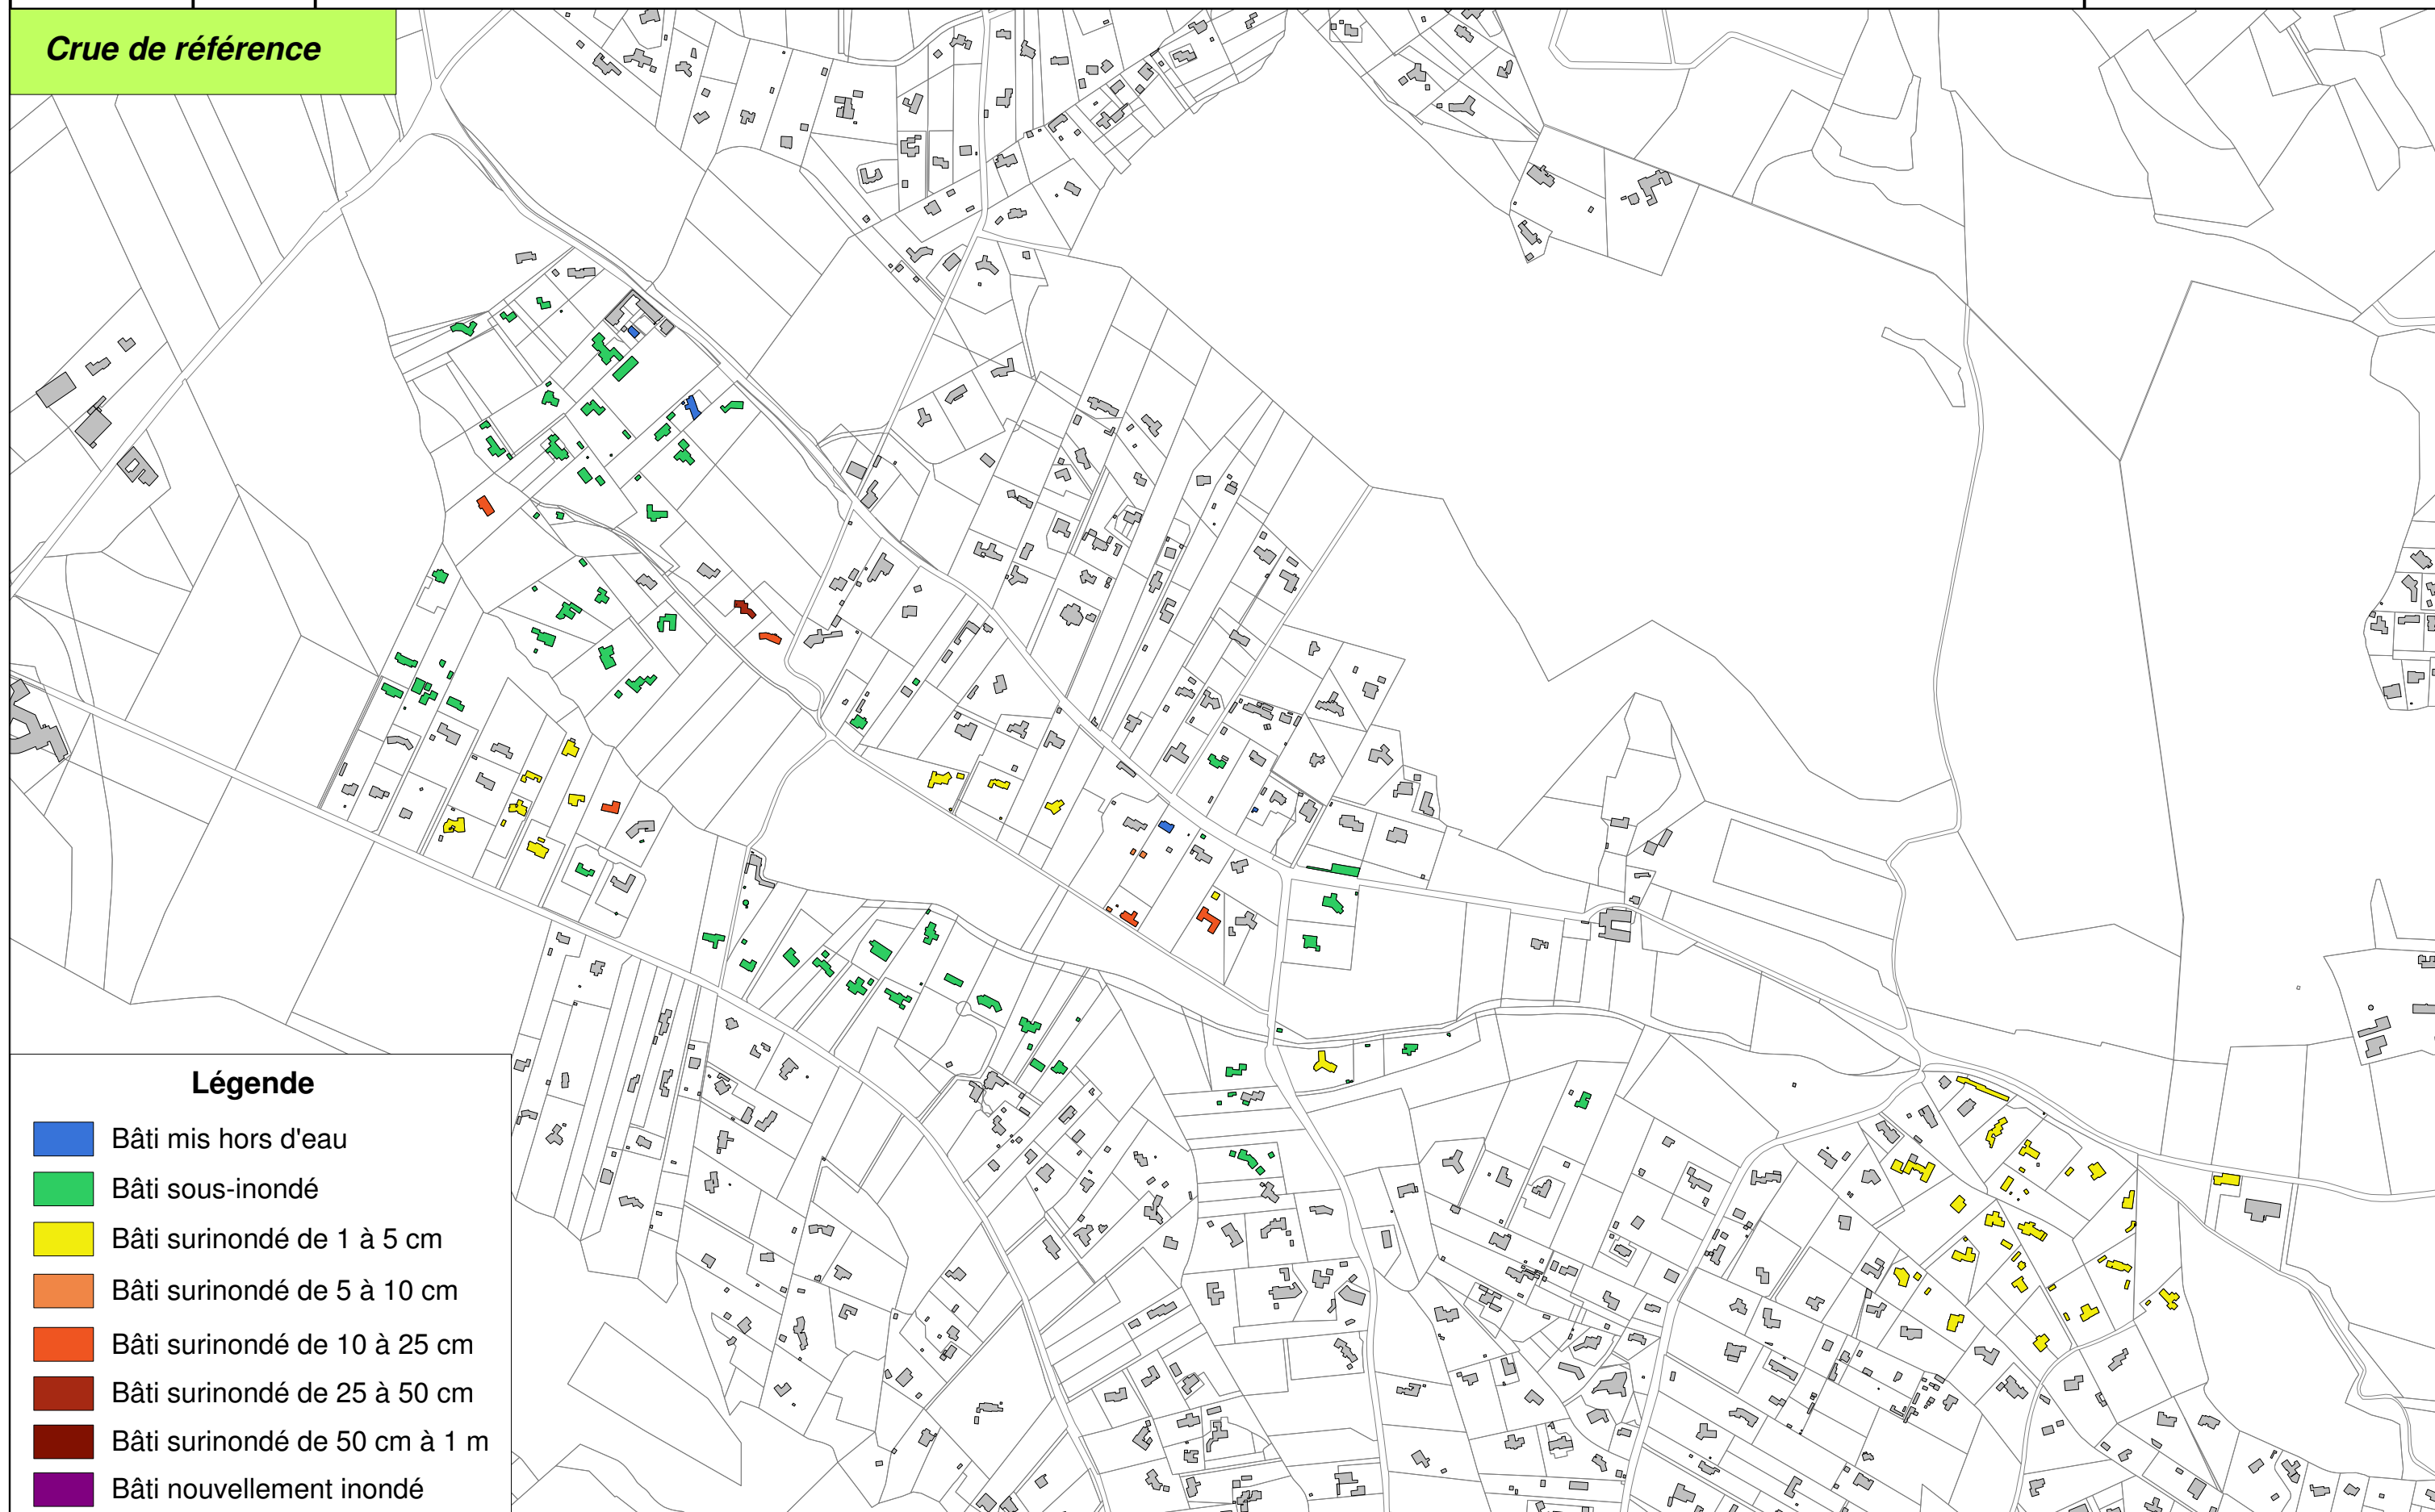 Crue de référence
Légende
Bâti mis hors d'eau
Bâti sous-inondé
Bâti surinondé de 1 à 5 cm
Bâti surinondé de 5 à 10 cm
Bâti surinondé de 10 à 25 cm
Bâti surinondé de 25 à 50 cm
Bâti surinondé de 50 cm à 1 m
Bâti nouvellement inondé